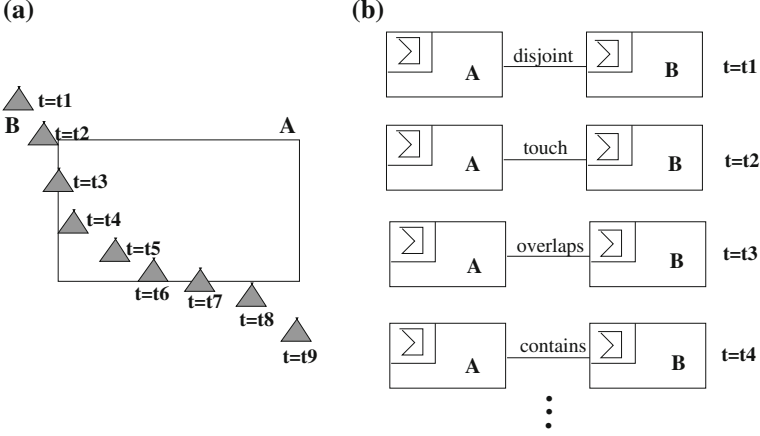 (a)
t=t1
B
t=t2
A
t=t3
t=t4
t=t5
t=t6
t=t7
t=t8
t=t9
(b)
A disjoint B t=t1
A touch B t=t2
A overlaps B t=t3
A contains B t=t4